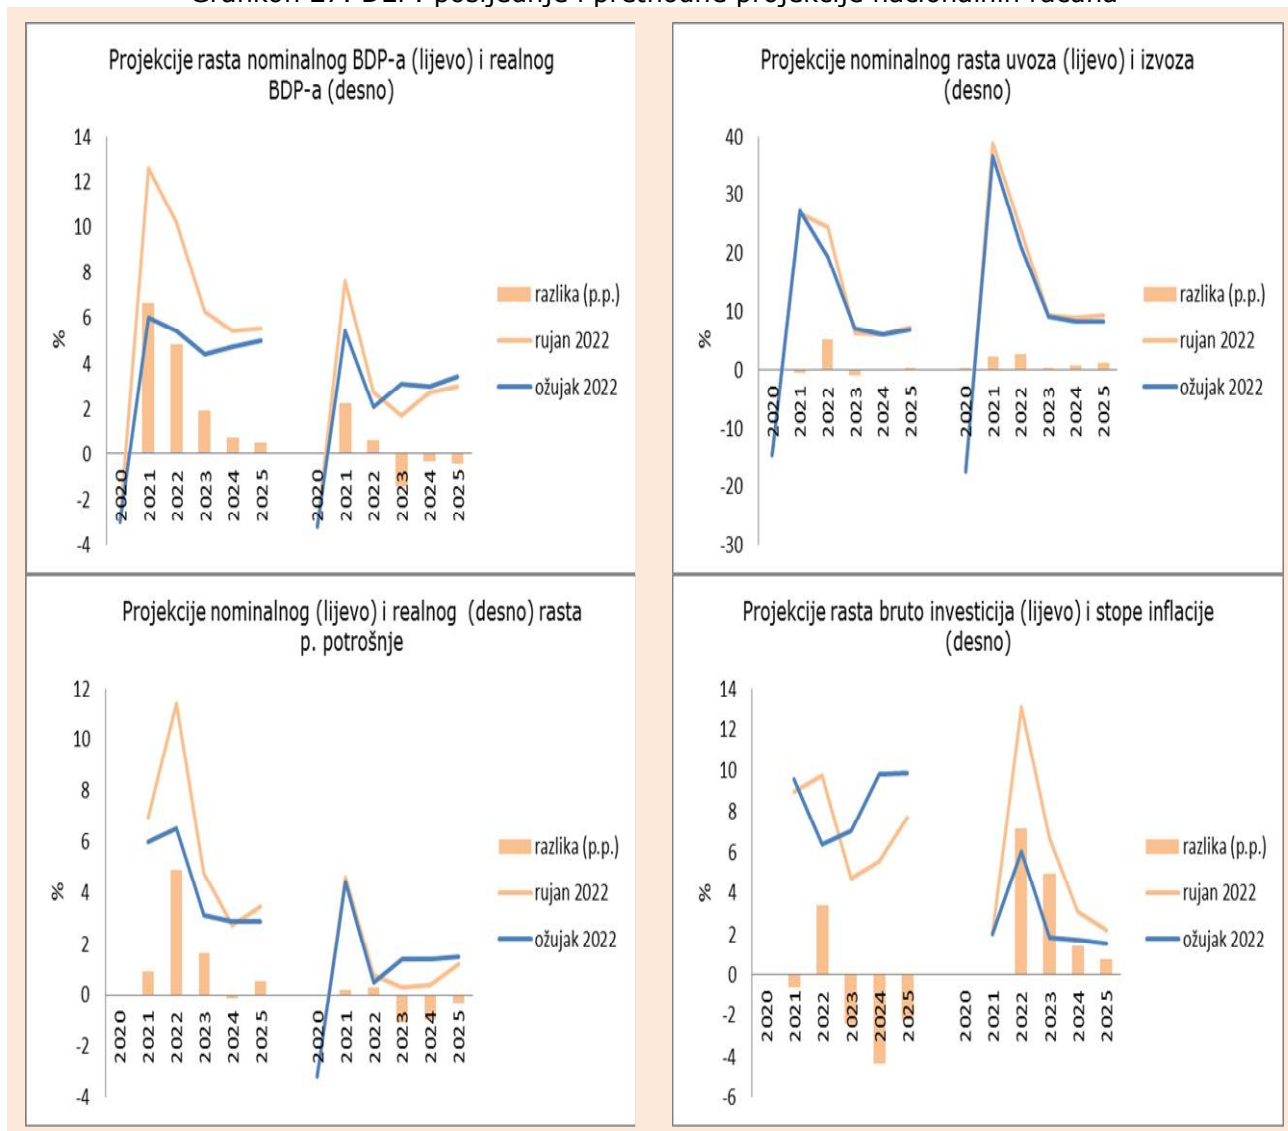 Grafikon posljednje i prethodne projekcije nacionalnih računa
Projekcije rasta nominalnog BDP-a (lijevo) i realnog
BDP-a (desno)
14
12
10
8
6
4
2
0
-2
-4
%
2020 2021 2022 2023 2024 2025 2020 2021 2022 2023 2024 2025
razlika (p.p.)
rujan 2022
ožujak 2022
Projekcije nominalnog rasta uvoza (lijevo) i izvoza
(desno)
40
30
20
10
0
-10
-20
-30
%
2020 2021 2022 2023 2024 2025 2020 2021 2022 2023 2024 2025
razlika (p.p.)
rujan 2022
ožujak 2022
Projekcije nominalnog (lijevo) i realnog (desno) rasta
p. potrošnje
12
10
8
6
4
2
0
-2
-4
%
2020 2021 2022 2023 2024 2025 2020 2021 2022 2023 2024 2025
razlika (p.p.)
rujan 2022
ožujak 2022
Projekcije rasta bruto investicija (lijevo) i stope inflacije
(desno)
14
12
10
8
6
4
2
0
-2
-4
-6
%
2020 2021 2022 2023 2024 2025 2020 2021 2022 2023 2024 2025
razlika (p.p.)
rujan 2022
ožujak 2022